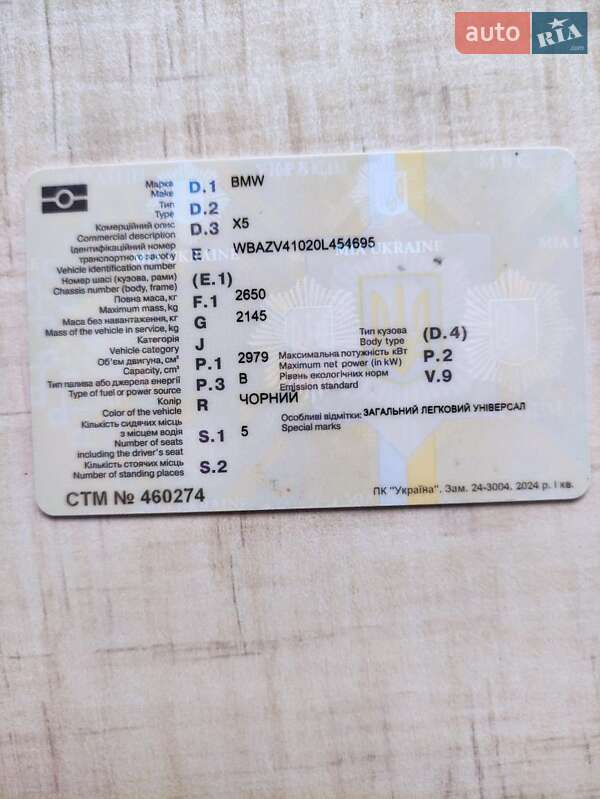 auto RIA .com
Марка
Make D.1 BMW
Тип
Type D.2
Комерційний опис
Commercial description D.3 X5
Ідентифікаційний номер
транспортного засобу E WBAZV41020L454695
Vehicle identification number
Номер шасі (кузова, рами)
Chassis number (body, frame) (E.1)
Повна маса, кг
Maximum mass, kg F.1 2650
Маса без навантаження, кг
Mass of the vehicle in service, kg G 2145
Категорія
Vehicle category J
Тип кузова
Body type (D.4)
Об'єм двигуна, см³
Capacity, cm³ P.1 2979
Максимальна потужність кВт
Maximum net power (in kW) P.2
Тип палива або джерела енергії
Type of fuel or power source P.3 B
Рівень екологічних норм
Emission standard V.9
Колір
Color of the vehicle R ЧОРНИЙ
Особливі відмітки: ЗАГАЛЬНИЙ ЛЕГКОВИЙ УНІВЕРСАЛ
Special marks
Кількість сидячих місць
з місцем водія
Number of seats
including the driver's seat S.1 5
Кількість стоячих місць
Number of standing places S.2
СТМ № 460274
ПК "Україна". Зам. 24-3004. 2024 р. І кв.
MIA UKRAINE